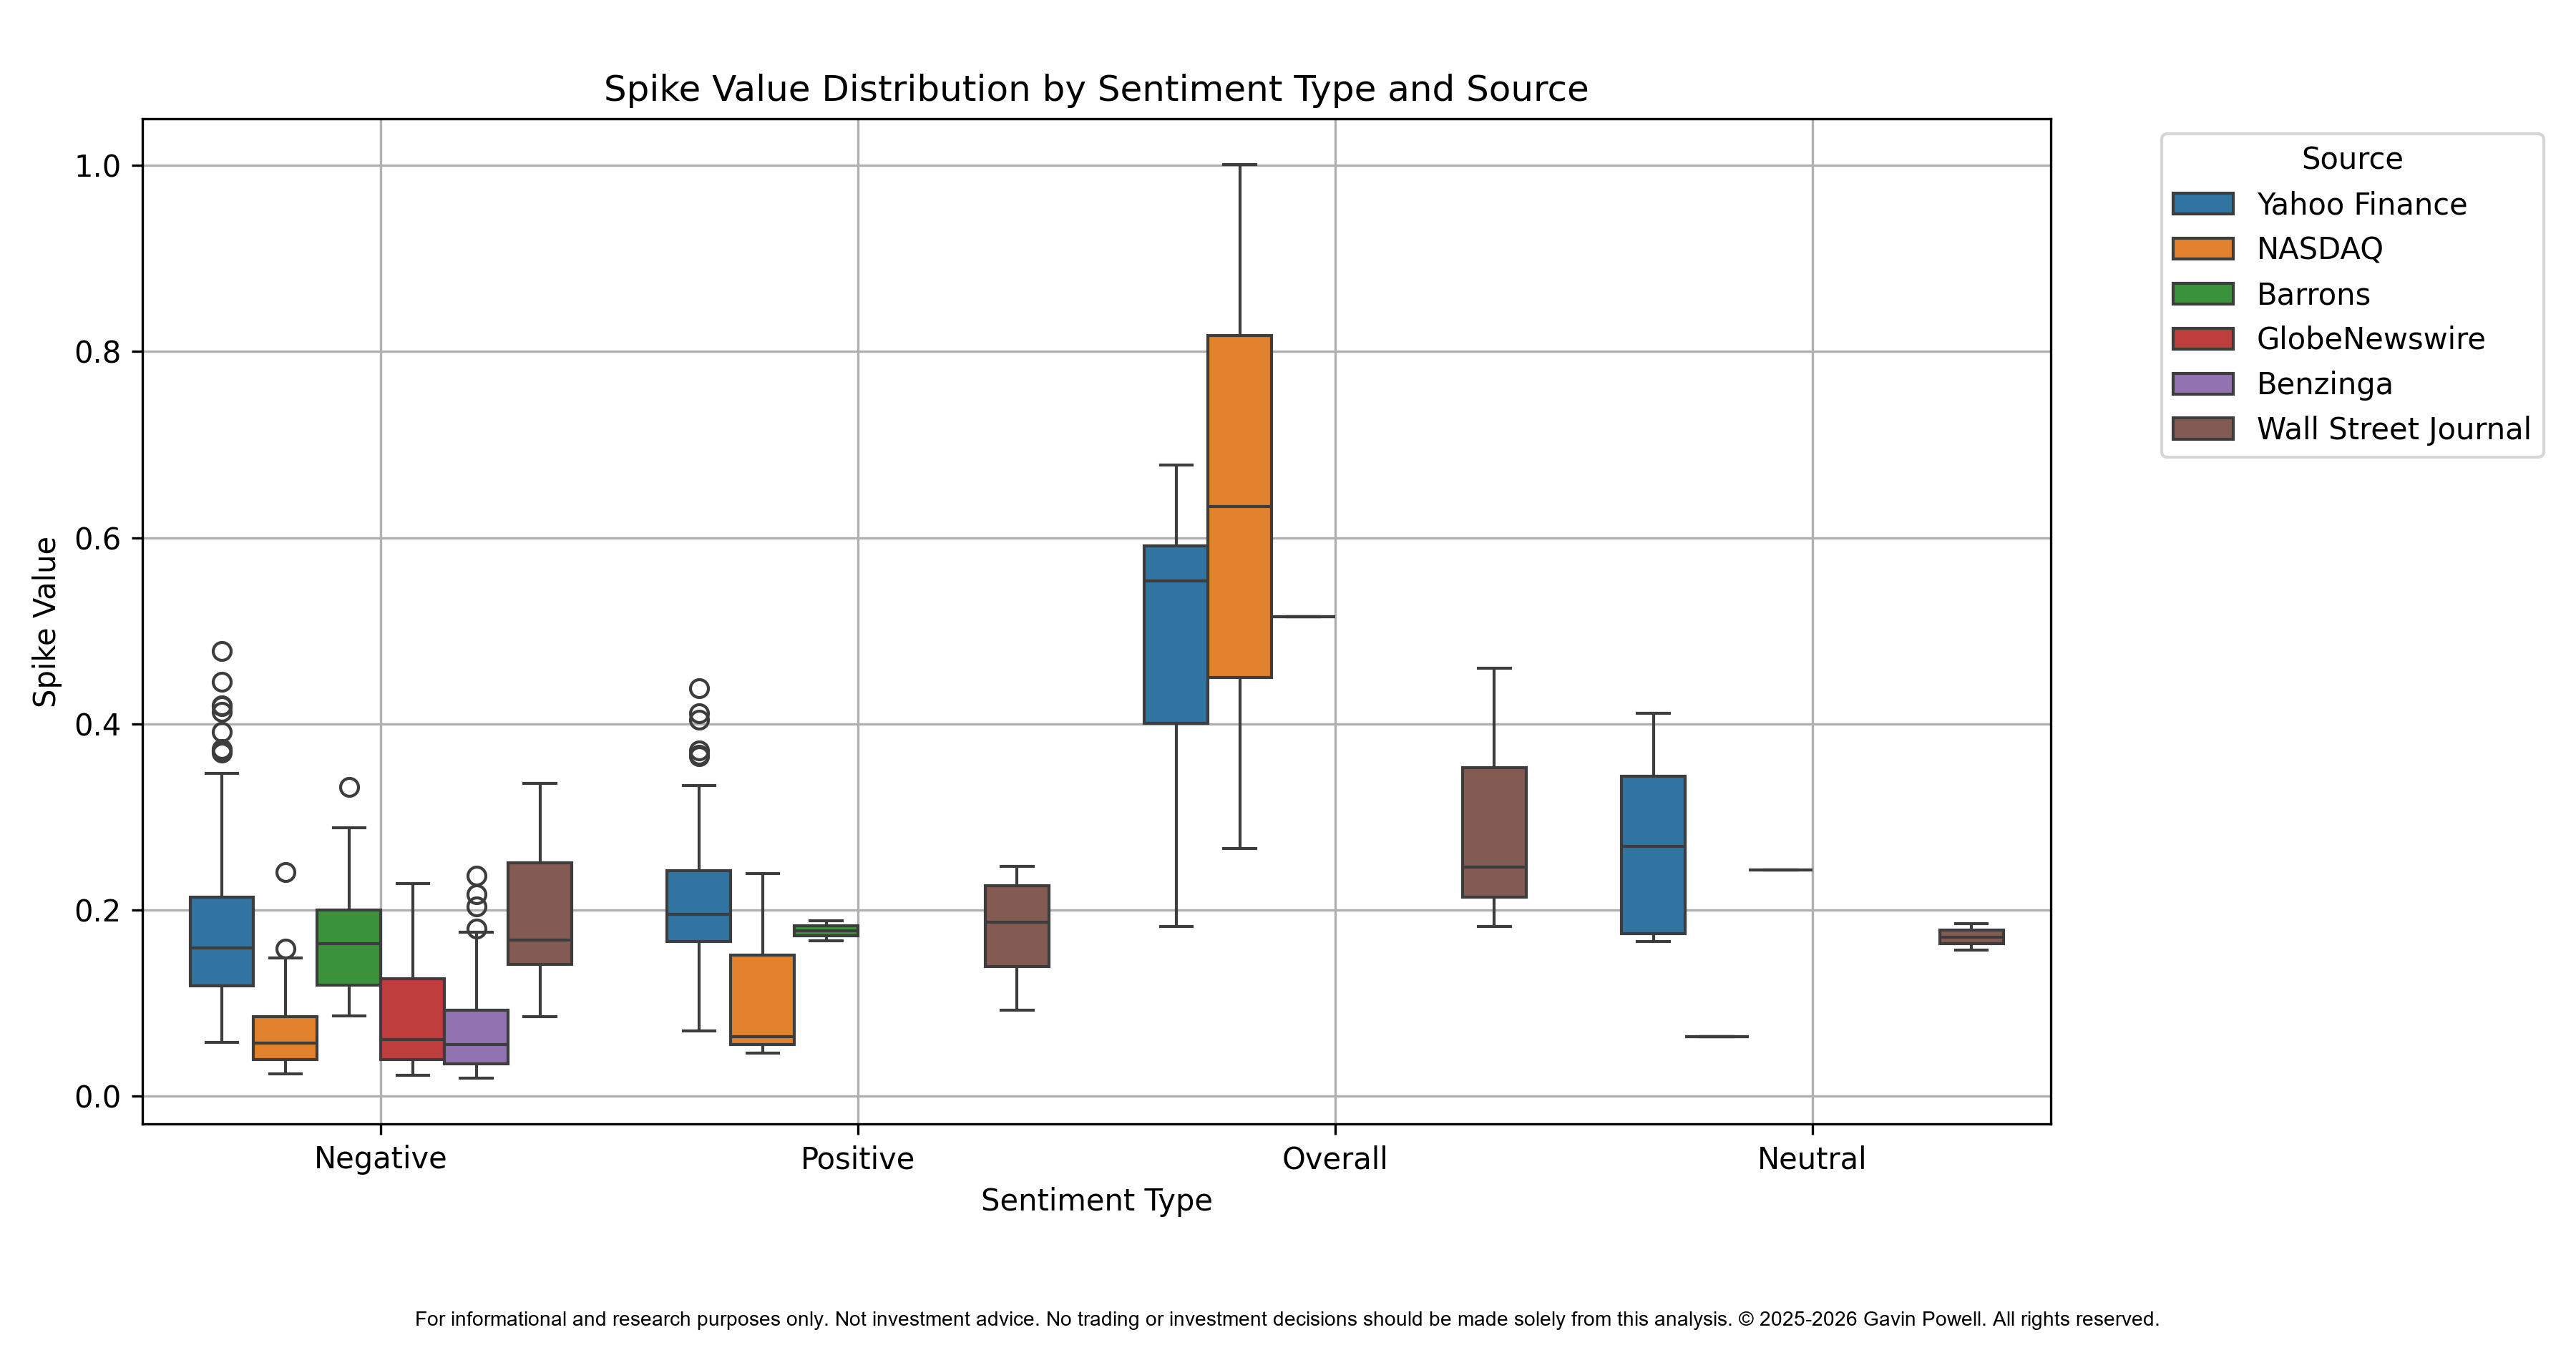 Spike Value Distribution by Sentiment Type and Source
Source
Yahoo Finance
NASDAQ
Barrons
GlobeNewswire
Benzinga
Wall Street Journal
Spike Value
1.0
0.8
0.6
0.4
0.2
0.0
Negative
Positive
Overall
Neutral
Sentiment Type
For informational and research purposes only. Not investment advice. No trading or investment decisions should be made solely from this analysis. © 2025-2026 Gavin Powell. All rights reserved.